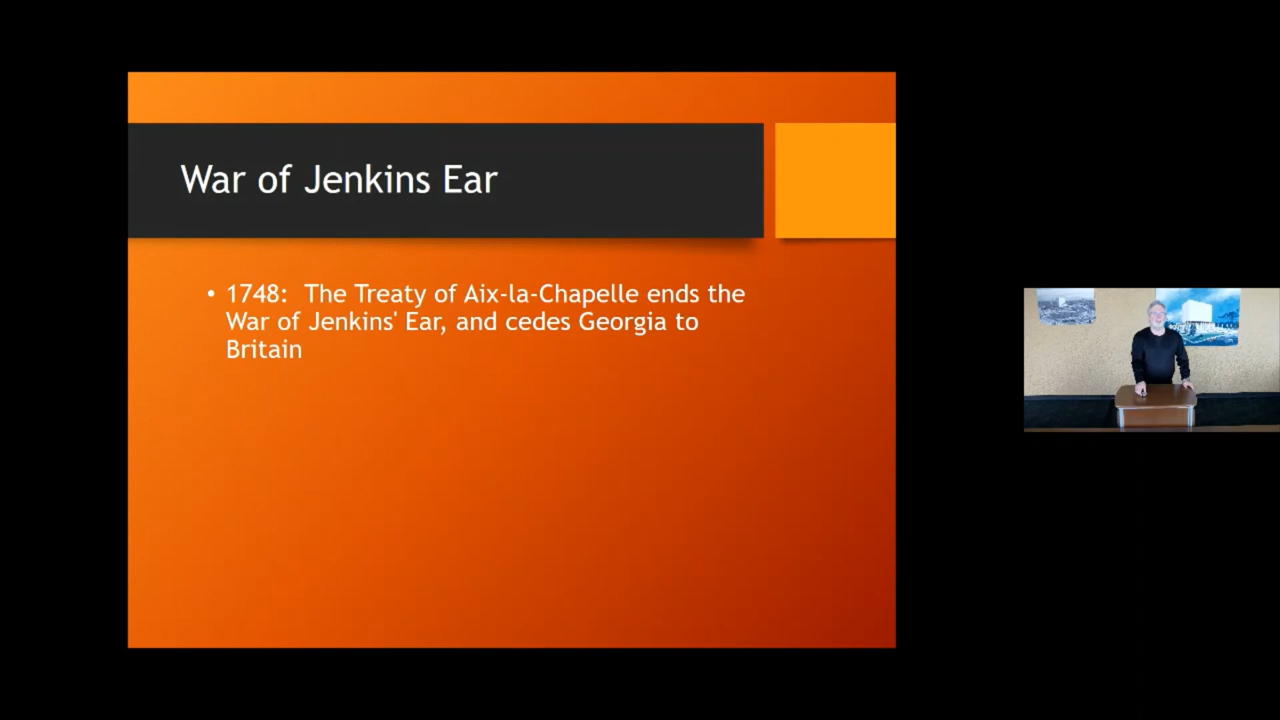 War of Jenkins Ear
• 1748:  The Treaty of Aix-la-Chapelle ends the
War of Jenkins' Ear, and cedes Georgia to
Britain